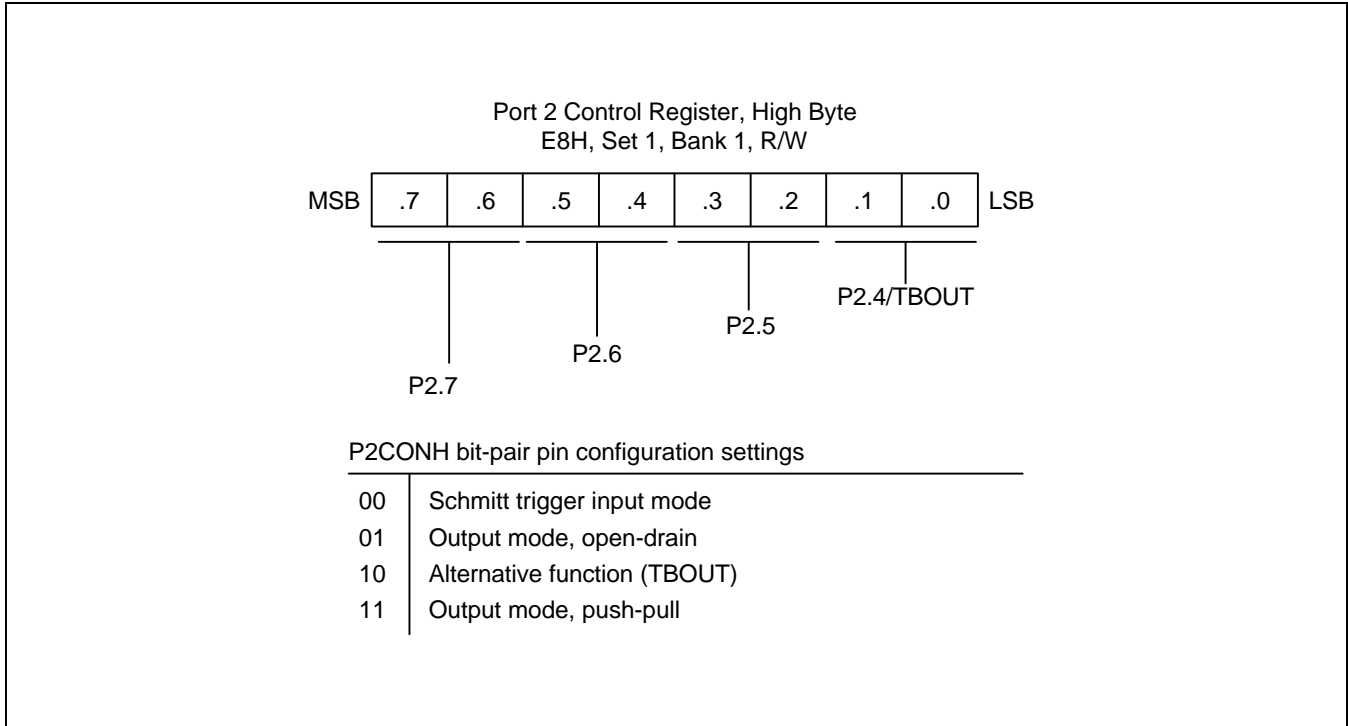 Port 2 Control Register, High Byte
E8H, Set 1, Bank 1, R/W
MSB .7 .6 .5 .4 .3 .2 .1 .0 LSB
P2.4/TBOUT
P2.5
P2.6
P2.7
P2CONH bit-pair pin configuration settings
00 Schmitt trigger input mode
01 Output mode, open-drain
10 Alternative function (TBOUT)
11 Output mode, push-pull